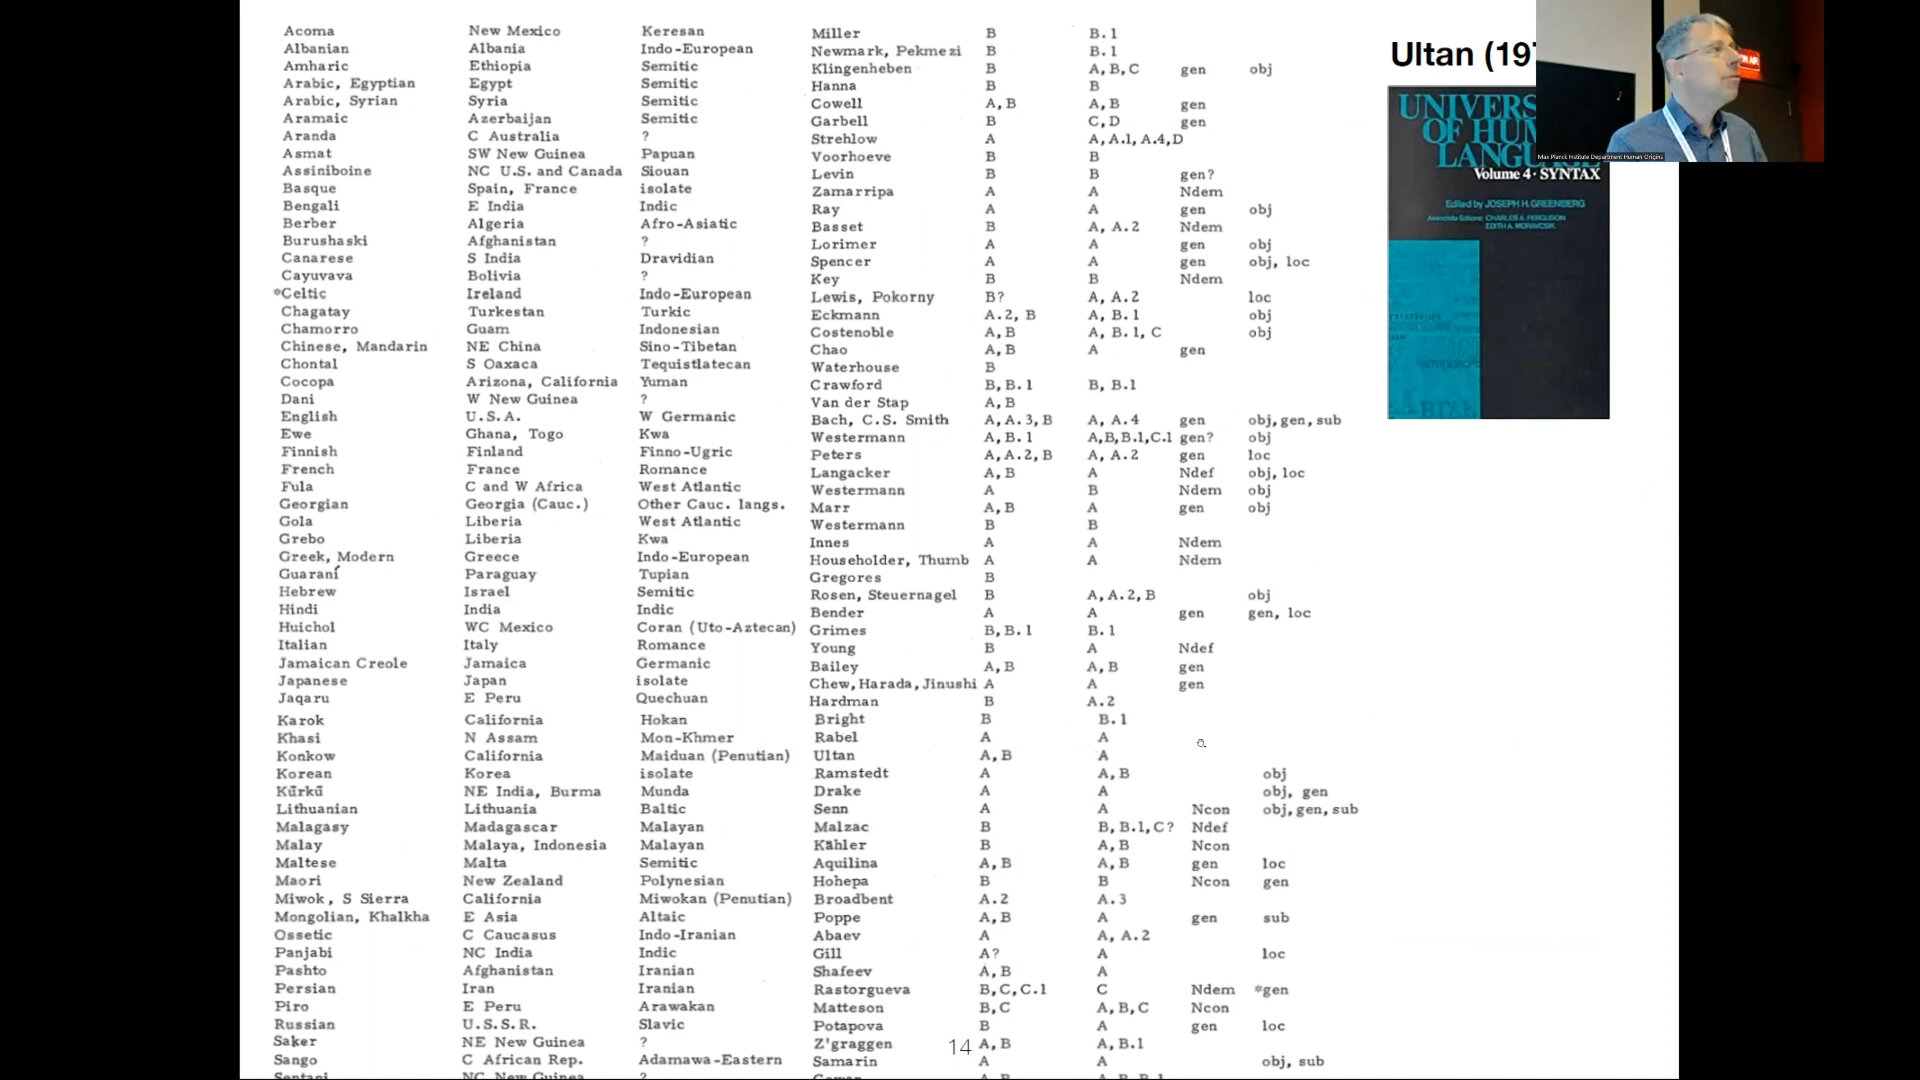 Acoma New Mexico Keresan Miller B B.1
Albanian Albania Indo-European Newmark, Pekmezi B B.1
Amharic Ethiopia Semitic Klingenheben B A,B,C gen obj
Arabic, Egyptian Egypt Semitic Hanna B B
Arabic, Syrian Syria Semitic Cowell A,B A,B gen
Aramaic Azerbaijan Semitic Garbell B C,D gen
Aranda C Australia ? Strehlow A A,A.1,A.4,D
Asmat SW New Guinea Papuan Voorhoeve B B
Assiniboine NC U.S. and Canada Siouan Levin B B gen?
Basque Spain, France isolate Zamarripa A A Ndem
Bengali E India Indic Ray A A gen obj
Berber Algeria Afro-Asiatic Basset B A, A.2 Ndem
Burushaski Afghanistan ? Lorimer A A gen obj
Canarese S India Dravidian Spencer A A gen obj, loc
Cayuvava Bolivia ? Key B B Ndem
*Celtic Ireland Indo-European Lewis, Pokorny B? A, A.2 loc
Chagatay Turkestan Turkic Eckmann A.2, B A, B.1 obj
Chamorro Guam Indonesian Costenoble A,B A, B.1, C obj
Chinese, Mandarin NE China Sino-Tibetan Chao A,B A gen
Chontal S Oaxaca Tequistlatecan Waterhouse B
Cocopa Arizona, California Yuman Crawford B, B.1 B, B.1
Dani W New Guinea ? Van der Stap A,B
English U.S.A. W Germanic Bach, C.S. Smith A,A.3,B A, A.4 gen obj,gen,sub
Ewe Ghana, Togo Kwa Westermann A,B.1 A,B,B.1,C.1 gen? obj
Finnish Finland Finno-Ugric Peters A,A.2,B A, A.2 gen loc
French France Romance Langacker A,B A Ndef obj, loc
Fula C and W Africa West Atlantic Westermann A B Ndem obj
Georgian Georgia (Cauc.) Other Cauc. langs. Marr A,B A gen obj
Gola Liberia West Atlantic Westermann B B
Grebo Liberia Kwa Innes A A Ndem
Greek, Modern Greece Indo-European Householder, Thumb A A Ndem
Guaraní Paraguay Tupian Gregores B
Hebrew Israel Semitic Rosen, Steuernagel B A,A.2,B obj
Hindi India Indic Bender A A gen gen, loc
Huichol WC Mexico Coran (Uto-Aztecan) Grimes B,B.1 B.1
Italian Italy Romance Young B A Ndef
Jamaican Creole Jamaica Germanic Bailey A,B A,B gen
Japanese Japan isolate Chew,Harada,Jinushi A A gen
Jaqaru E Peru Quechuan Hardman B A.2
Karok California Hokan Bright B B.1
Khasi N Assam Mon-Khmer Rabel A A
Konkow California Maiduan (Penutian) Ultan A,B A
Korean Korea isolate Ramstedt A A,B obj
Kūrkū NE India, Burma Munda Drake A A obj, gen
Lithuanian Lithuania Baltic Senn A A Ncon obj,gen,sub
Malagasy Madagascar Malayan Malzac B B,B.1,C? Ndef
Malay Malaya, Indonesia Malayan Kähler B A,B Ncon
Maltese Malta Semitic Aquilina A,B A,B gen loc
Maori New Zealand Polynesian Hohepa B B Ncon gen
Miwok, S Sierra California Miwokan (Penutian) Broadbent A.2 A.3
Mongolian, Khalkha E Asia Altaic Poppe A,B A gen sub
Ossetic C Caucasus Indo-Iranian Abaev A A, A.2
Panjabi NC India Indic Gill A? A loc
Pashto Afghanistan Iranian Shafeev A,B A
Persian Iran Iranian Rastorgueva B,C,C.1 C Ndem *gen
Piro E Peru Arawakan Matteson B,C A,B,C Ncon
Russian U.S.S.R. Slavic Potapova B A gen loc
Saker NE New Guinea ? Z'graggen A,B A,B.1
Sango C African Rep. Adamawa-Eastern Samarin A A obj, sub
14
Ultan (197
UNIVERS
OF HUM
LANGUAGE
Volume 4 · SYNTAX
Edited by JOSEPH H. GREENBERG
Associate Editors: CHARLES A. FERGUSON
EDITH A. MORAVCSIK
Max Planck Institute Department Human Origins
ON AIR